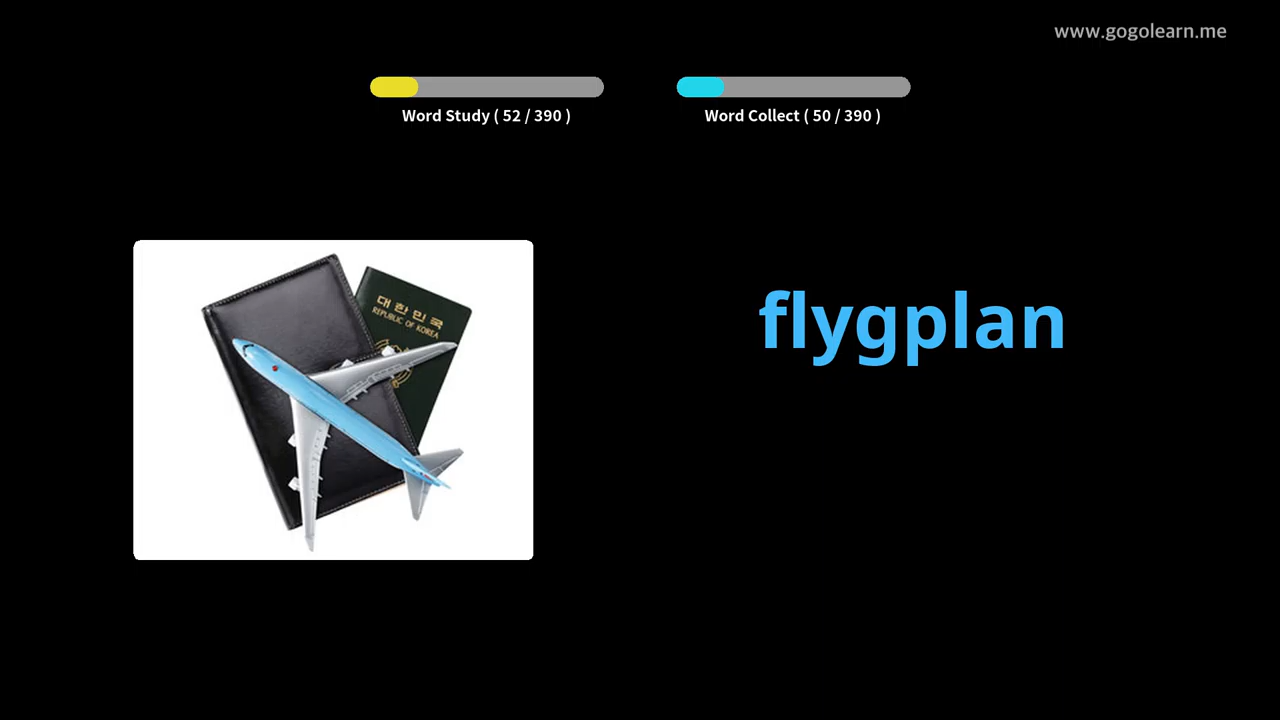 www.gogolearn.me
Word Study ( 52 / 390 )
Word Collect ( 50 / 390 )
대한민국
REPUBLIC OF KOREA
flygplan